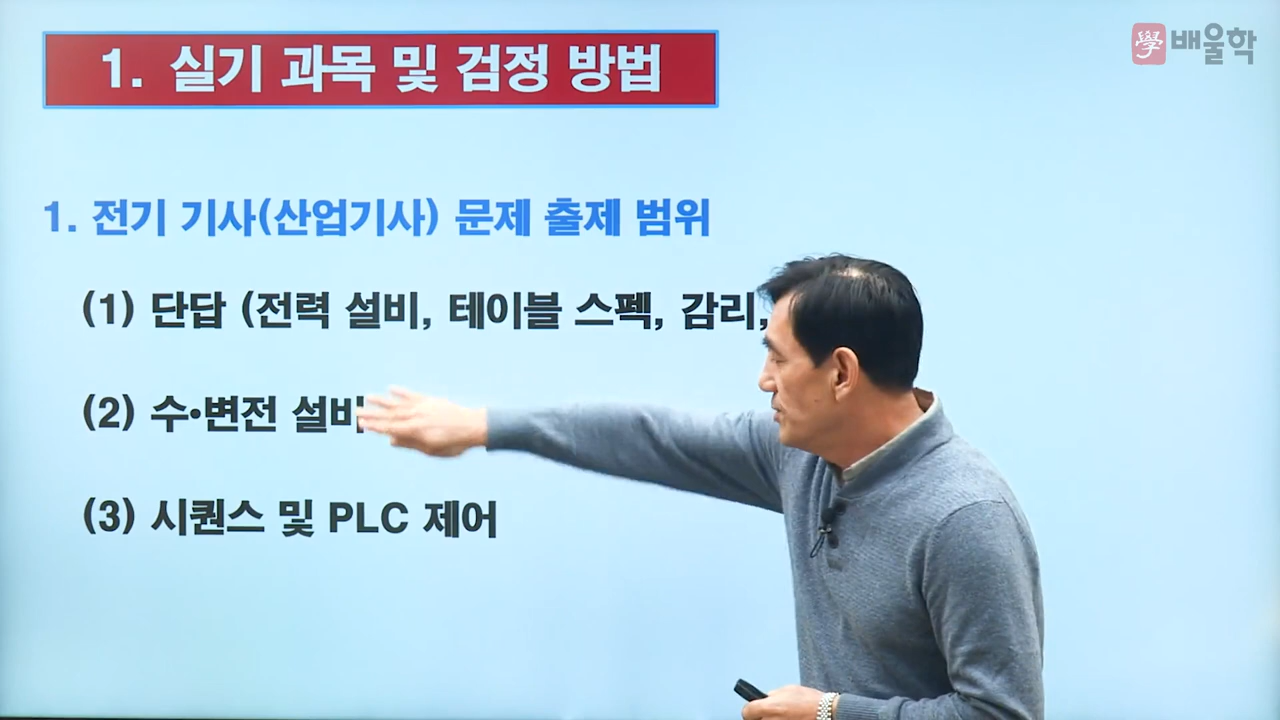 1. 실기 과목 및 검정 방법
學 배울학
1. 전기 기사(산업기사) 문제 출제 범위
(1) 단답 (전력 설비, 테이블 스펙, 감리,
(2) 수•변전 설비
(3) 시퀀스 및 PLC 제어